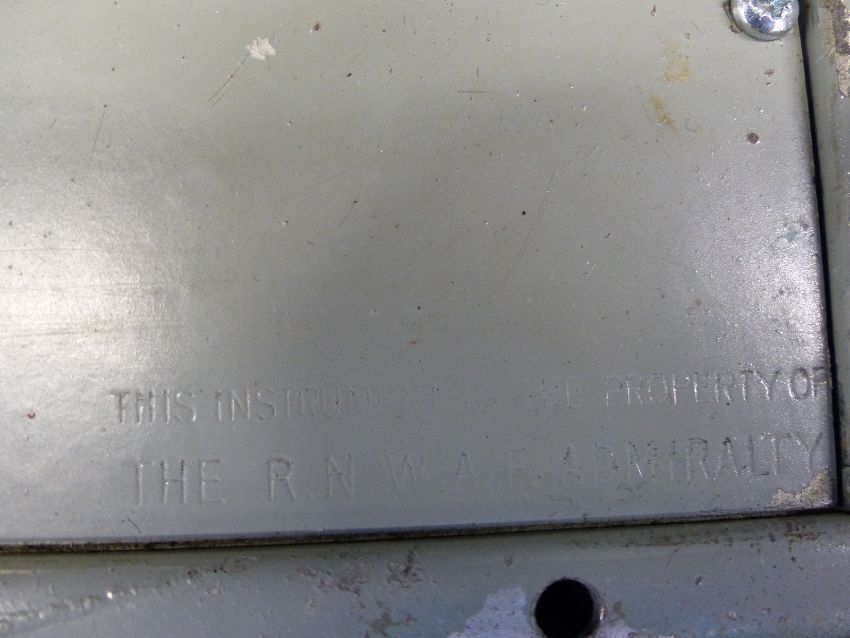 THIS INSTRUMENT IS THE PROPERTY OF
THE R.N.W.A.E ADMIRALTY